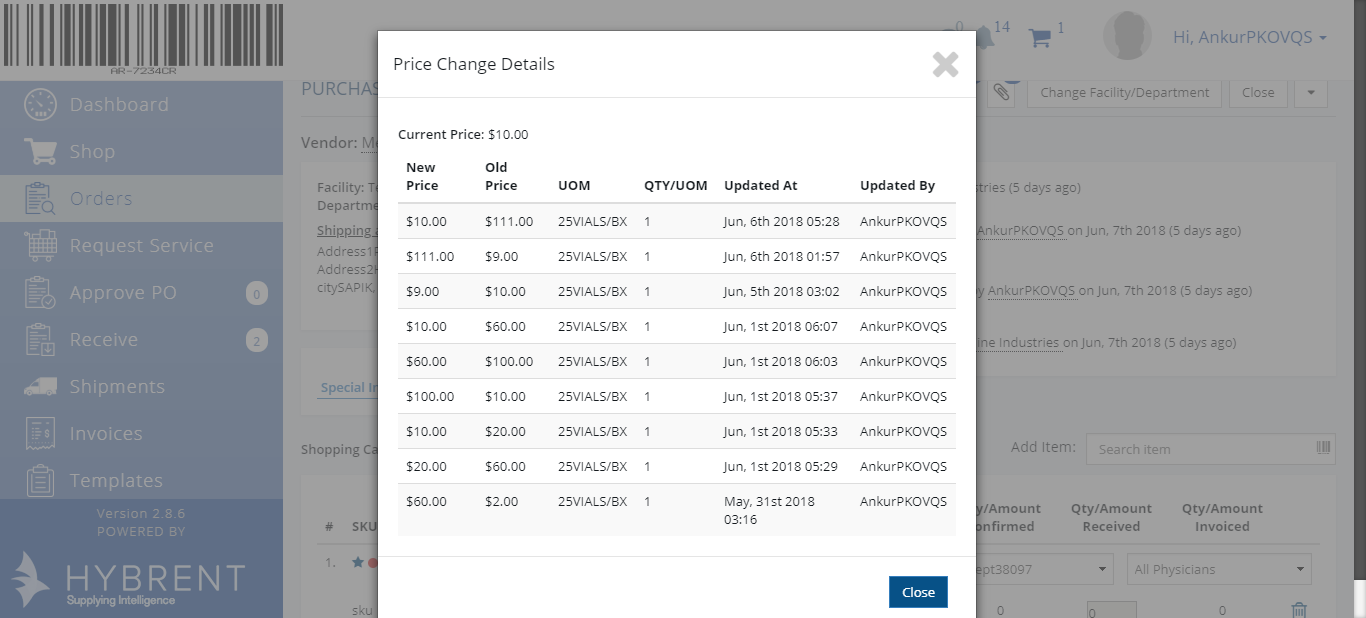 AR-7234CR
0
14
1
Hi, AnkurPKOVQS
Dashboard
Shop
Orders
Request Service
Approve PO 0
Receive 2
Shipments
Invoices
Templates
Version 2.8.6
POWERED BY
HYBRENT
Supplying Intelligence
Change Facility/Department
Close
Vendor:
Facility:
Shipping
(5 days ago)
AnkurPKOVQS on Jun, 7th 2018 (5 days ago)
AnkurPKOVQS on Jun, 7th 2018 (5 days ago)
Industries on Jun, 7th 2018 (5 days ago)
Special
Shopping
Add Item: Search item
# SKU
Qty/Amount Received
Qty/Amount Invoiced
1.
All Physicians
sku
0
0
0
Price Change Details
Current Price: $10.00
New Price Old Price UOM QTY/UOM Updated At Updated By
$10.00 $111.00 25VIALS/BX 1 Jun, 6th 2018 05:28 AnkurPKOVQS
$111.00 $9.00 25VIALS/BX 1 Jun, 6th 2018 01:57 AnkurPKOVQS
$9.00 $10.00 25VIALS/BX 1 Jun, 5th 2018 03:02 AnkurPKOVQS
$10.00 $60.00 25VIALS/BX 1 Jun, 1st 2018 06:07 AnkurPKOVQS
$60.00 $100.00 25VIALS/BX 1 Jun, 1st 2018 06:03 AnkurPKOVQS
$100.00 $10.00 25VIALS/BX 1 Jun, 1st 2018 05:37 AnkurPKOVQS
$10.00 $20.00 25VIALS/BX 1 Jun, 1st 2018 05:33 AnkurPKOVQS
$20.00 $60.00 25VIALS/BX 1 Jun, 1st 2018 05:29 AnkurPKOVQS
$60.00 $2.00 25VIALS/BX 1 May, 31st 2018 03:16 AnkurPKOVQS
Close